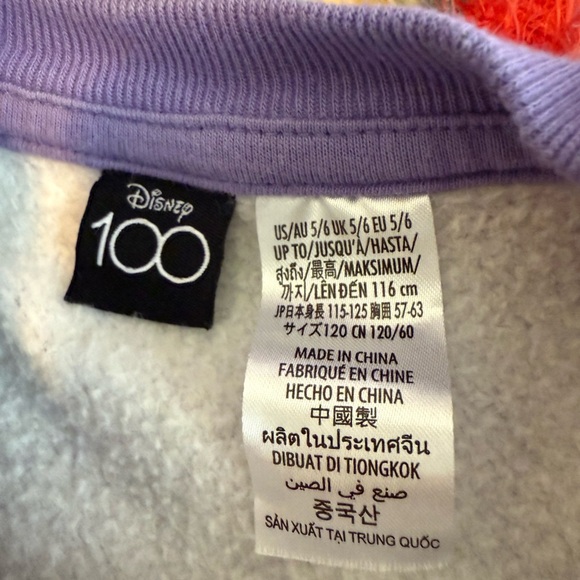 Disney
100
US/AU 5/6 UK 5/6 EU 5/6
UP TO/JUSQU'À/HASTA/
สูงถึง/最高/MAKSIMUM/
까지/LÊN ĐẾN 116 cm
JP日本身長 115-125 胸囲 57-63
サイズ120 CN 120/60
MADE IN CHINA
FABRIQUÉ EN CHINE
HECHO EN CHINA
中國製
ผลิตในประเทศจีน
DIBUAT DI TIONGKOK
صنع في الصين
중국산
SẢN XUẤT TẠI TRUNG QUỐC